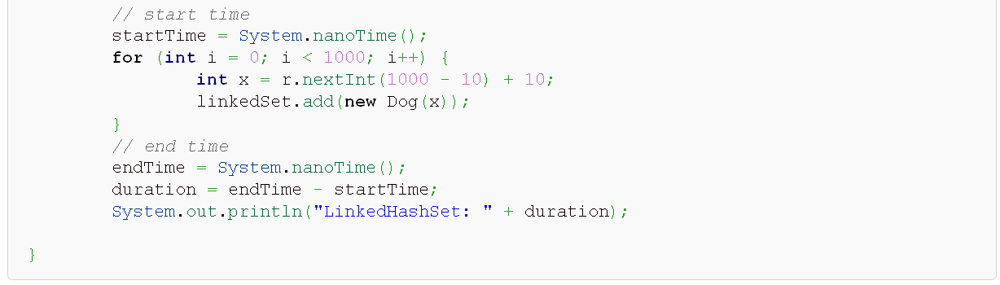 // start time
startTime = System.nanoTime();
for (int i = 0; i < 1000; i++) {
int x = r.nextInt(1000 - 10) + 10;
linkedSet.add(new Dog(x));
}
// end time
endTime = System.nanoTime();
duration = endTime - startTime;
System.out.println("LinkedHashSet: " + duration);
}